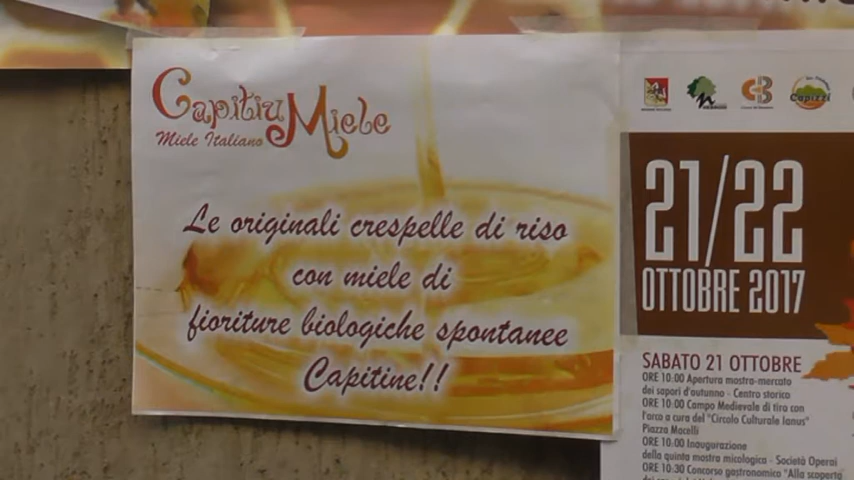 Capitiu Miele
Miele Italiano
Le originali crespelle di riso
con miele di
fioriture biologiche spontanee
Capitine!!
Capizzi
21/22
OTTOBRE 2017
SABATO 21 OTTOBRE
ORE 10:00 Apertura mostra-mercato
dei sapori d'autunno - Centro storico
ORE 10:00 Campo Medievale di tiro con
l'arco a cura del "Circolo Culturale Ianus"
Piazza Macelli
ORE 10:00 Inaugurazione
della quinta mostra micologica - Società Operai
ORE 10:30 Concorso gastronomico "Alla scoperta